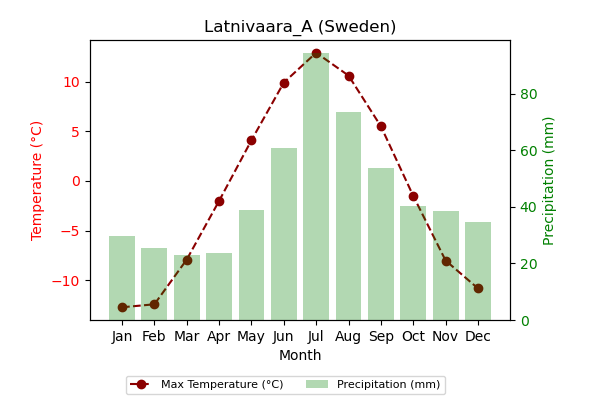 Latnivaara_A (Sweden)
Temperature (°C)
10
5
0
−5
−10
80
60
40
20
0
Precipitation (mm)
Jan Feb Mar Apr May Jun Jul Aug Sep Oct Nov Dec
Month
Max Temperature (°C) Precipitation (mm)